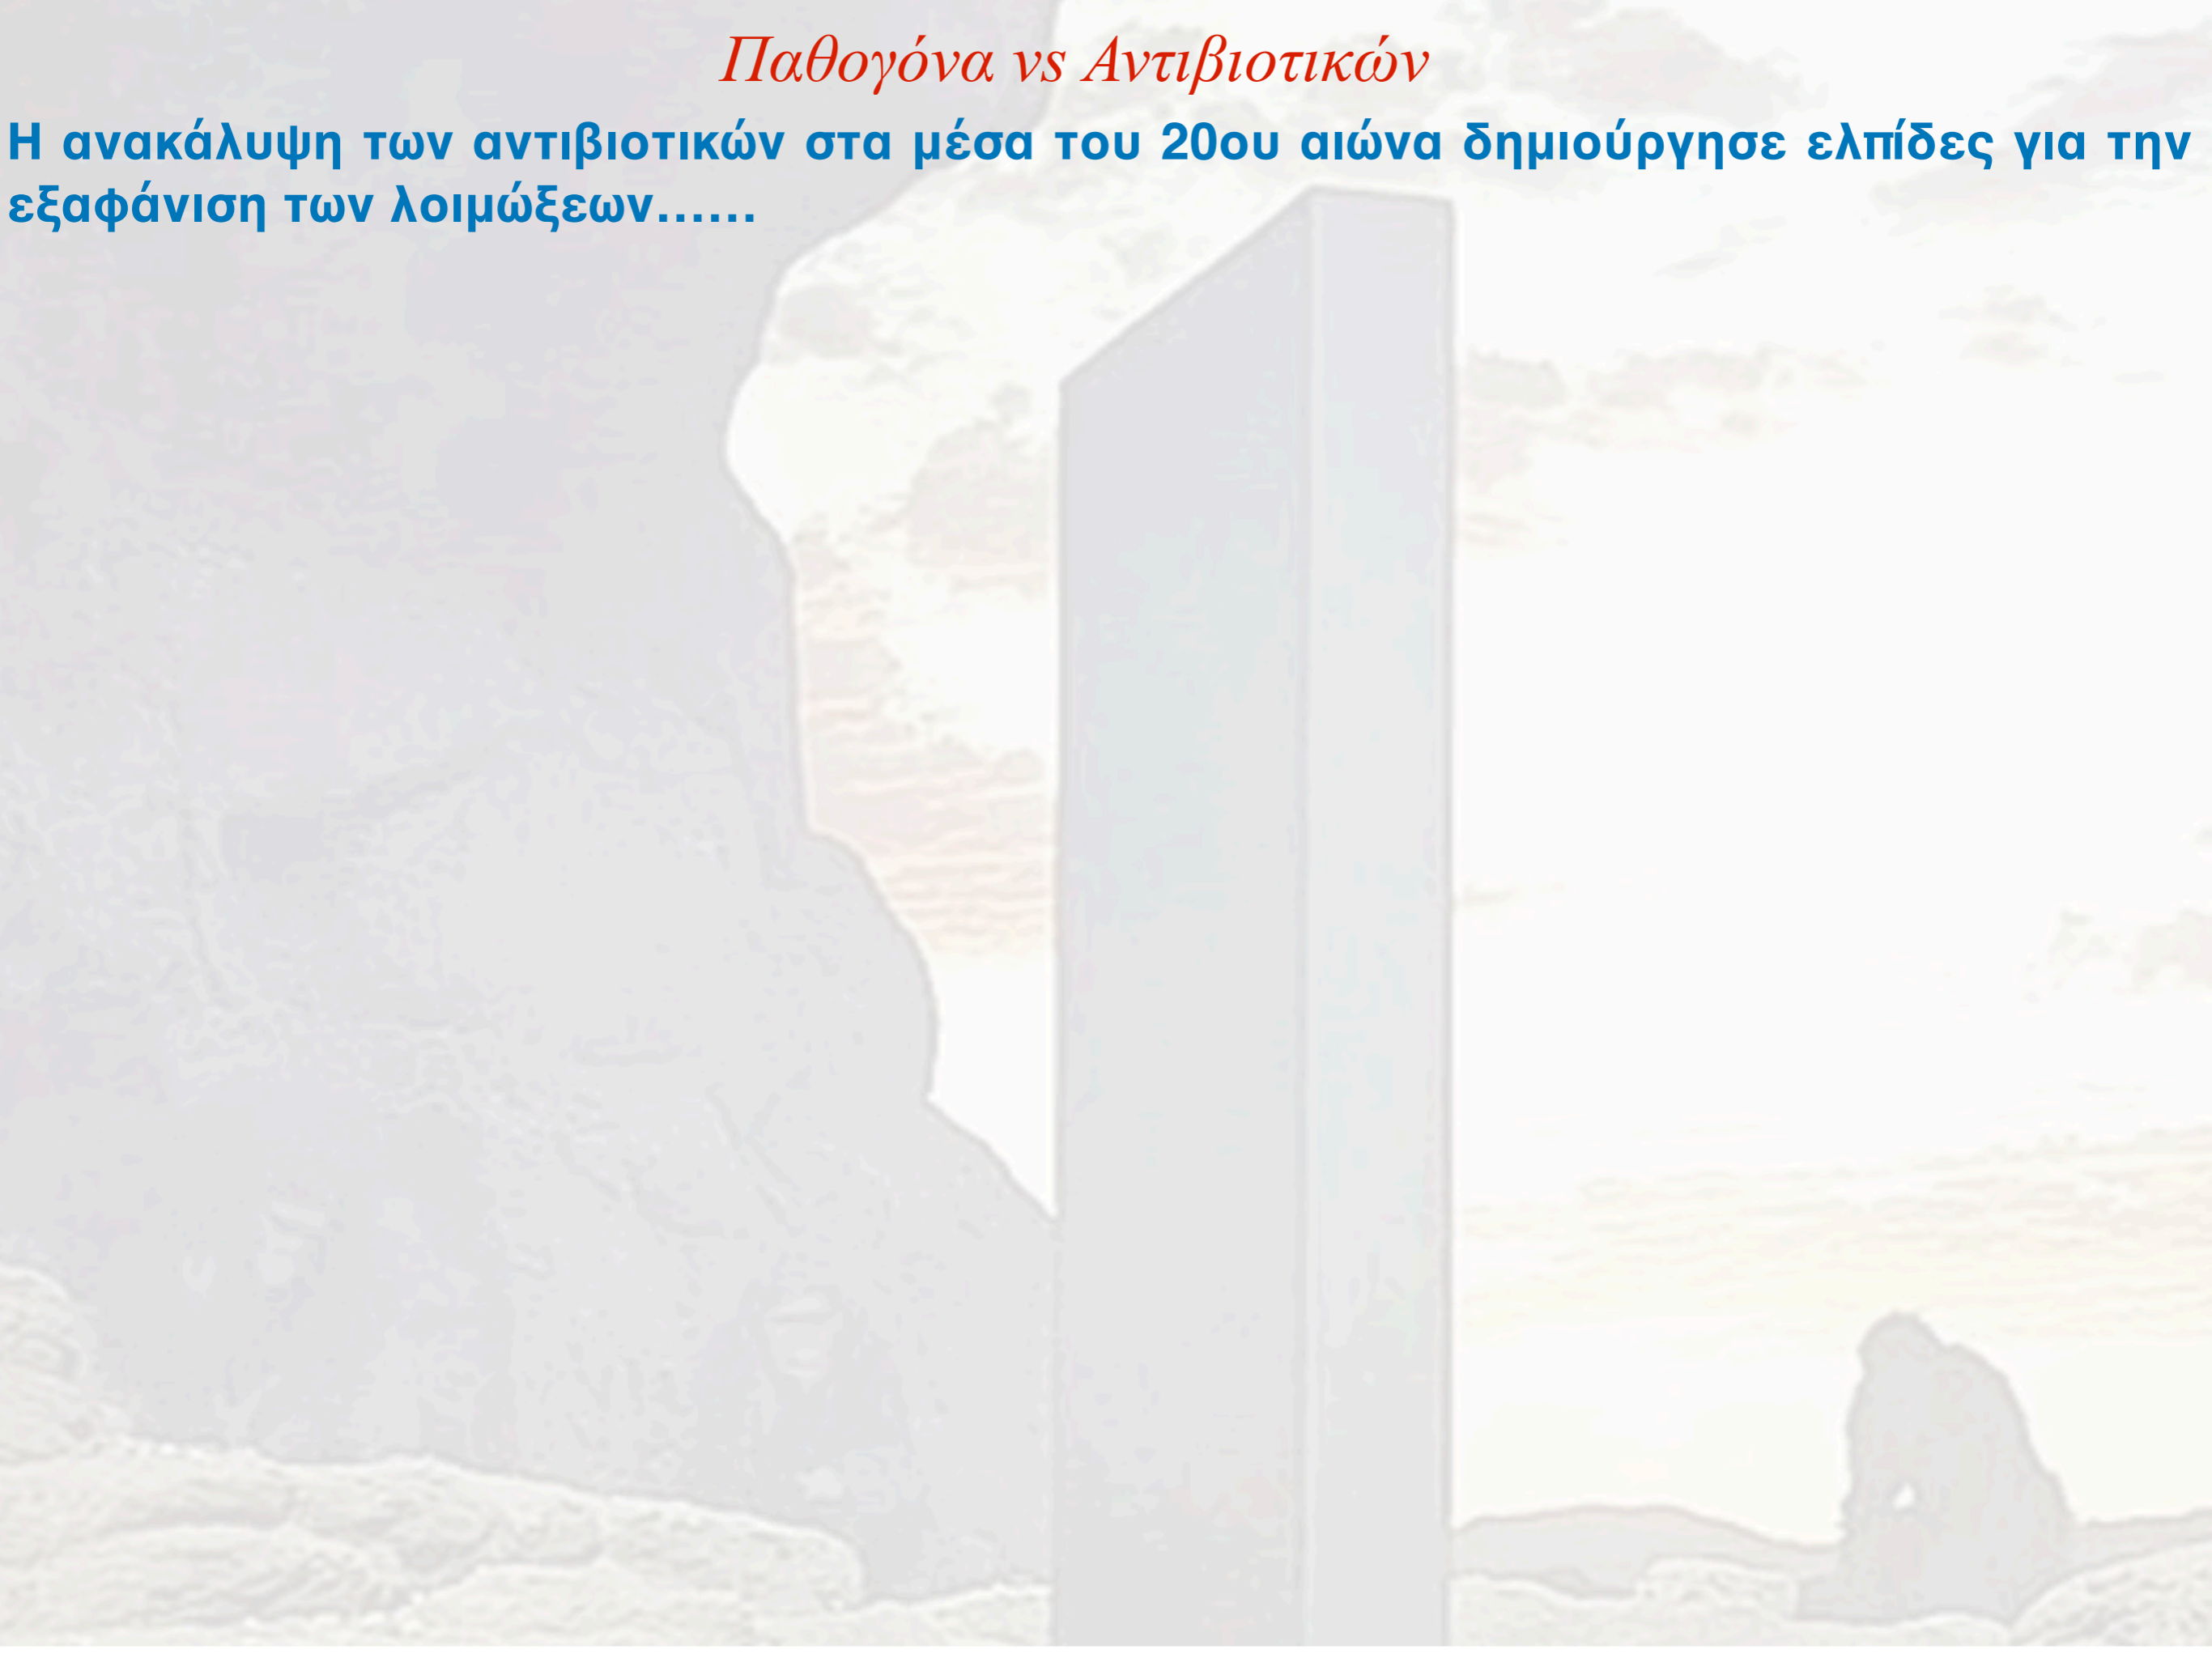 Παθογόνα vs Αντιβιοτικών
Η ανακάλυψη των αντιβιοτικών στα μέσα του 20ου αιώνα δημιούργησε ελπίδες για την
εξαφάνιση των λοιμώξεων......